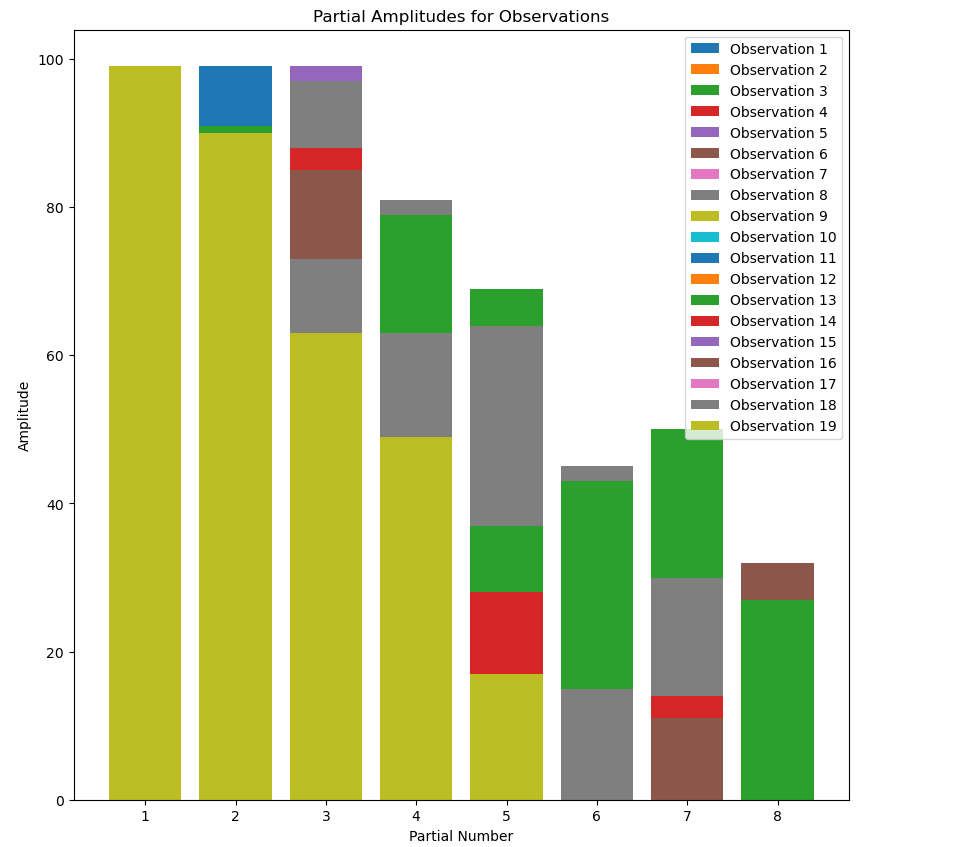 Partial Amplitudes for Observations
100
80
60
40
20
0
Amplitude
1 2 3 4 5 6 7 8
Partial Number
Observation 1
Observation 2
Observation 3
Observation 4
Observation 5
Observation 6
Observation 7
Observation 8
Observation 9
Observation 10
Observation 11
Observation 12
Observation 13
Observation 14
Observation 15
Observation 16
Observation 17
Observation 18
Observation 19